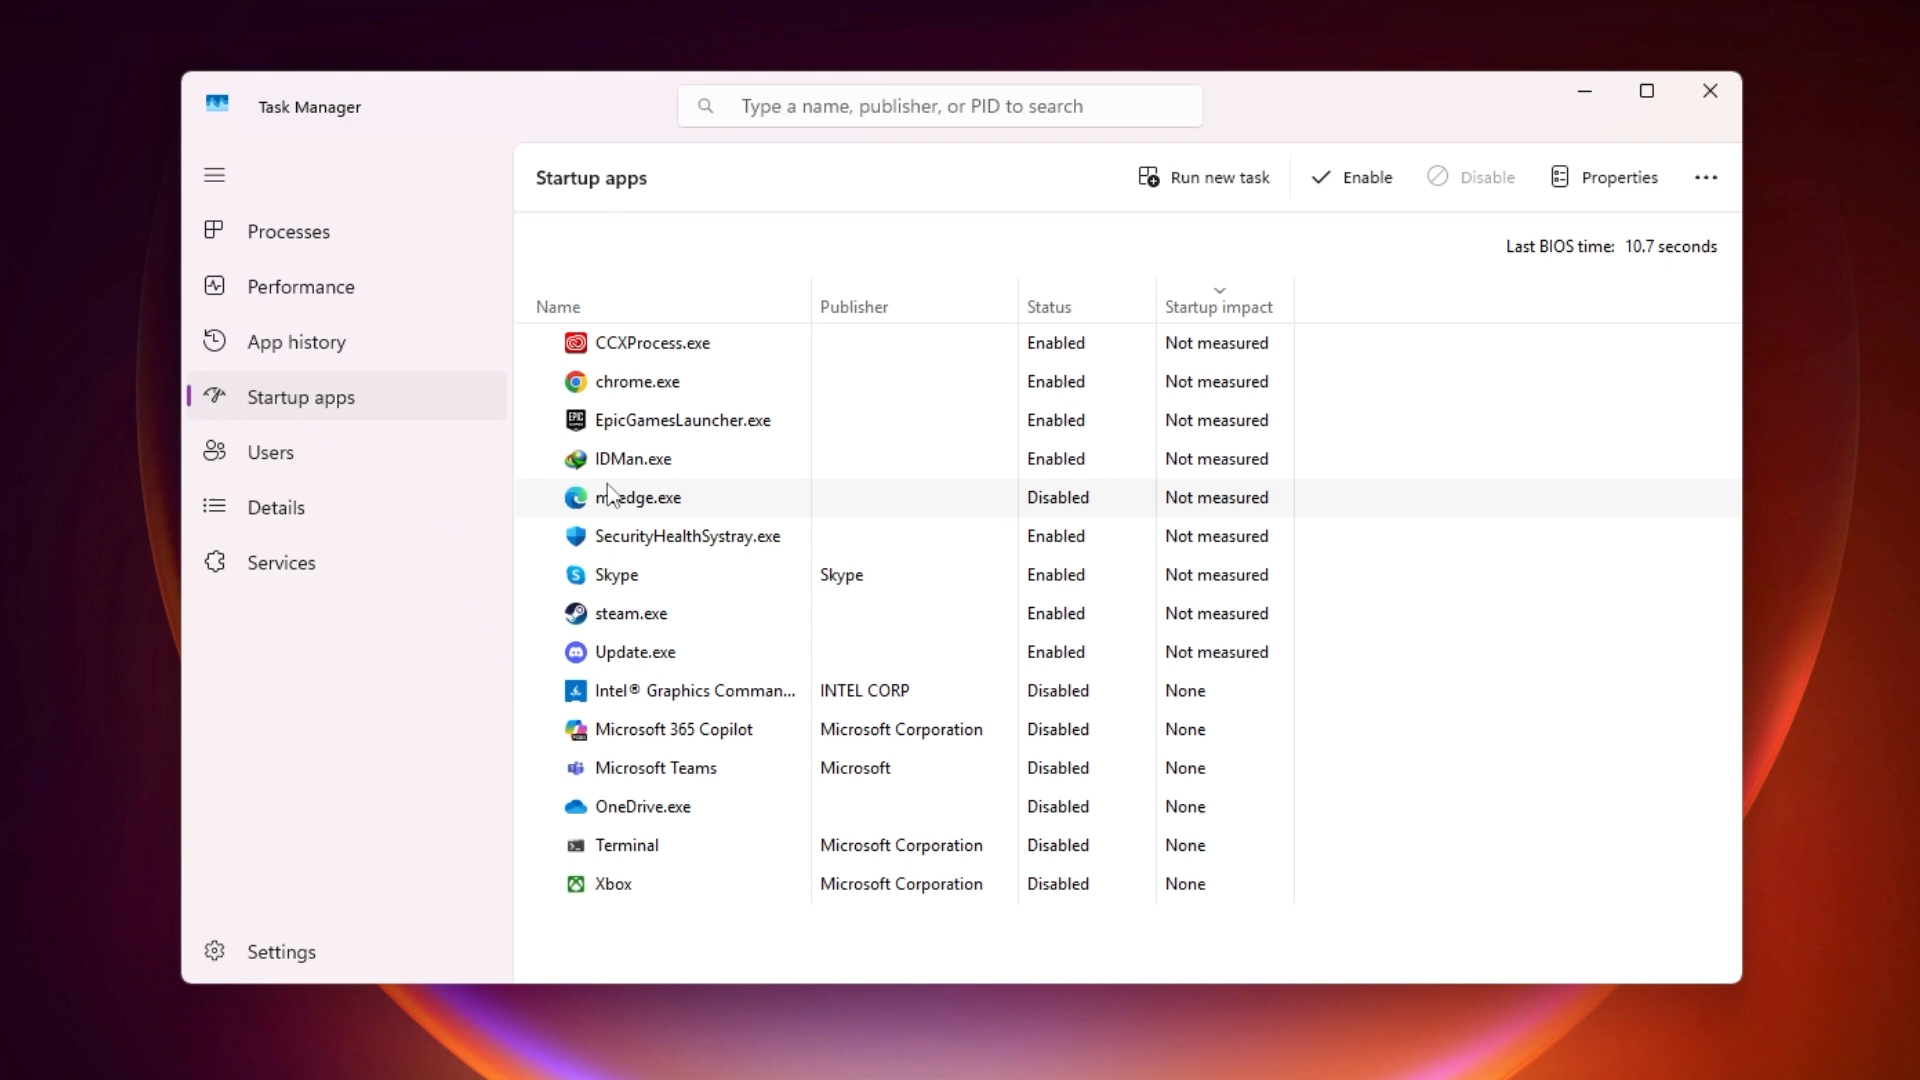 Task Manager
Type a name, publisher, or PID to search
Startup apps
Run new task
Enable
Disable
Properties
Processes
Performance
App history
Startup apps
Users
Details
Services
Settings
Last BIOS time: 10.7 seconds
Name Publisher Status Startup impact
CCXProcess.exe Enabled Not measured
chrome.exe Enabled Not measured
EpicGamesLauncher.exe Enabled Not measured
IDMan.exe Enabled Not measured
Disabled Not measured
SecurityHealthSystray.exe Enabled Not measured
Skype Skype Enabled Not measured
steam.exe Enabled Not measured
Update.exe Enabled Not measured
Intel® Graphics Comman... INTEL CORP Disabled None
Microsoft 365 Copilot Microsoft Corporation Disabled None
Microsoft Teams Microsoft Disabled None
OneDrive.exe Disabled None
Terminal Microsoft Corporation Disabled None
Xbox Microsoft Corporation Disabled None